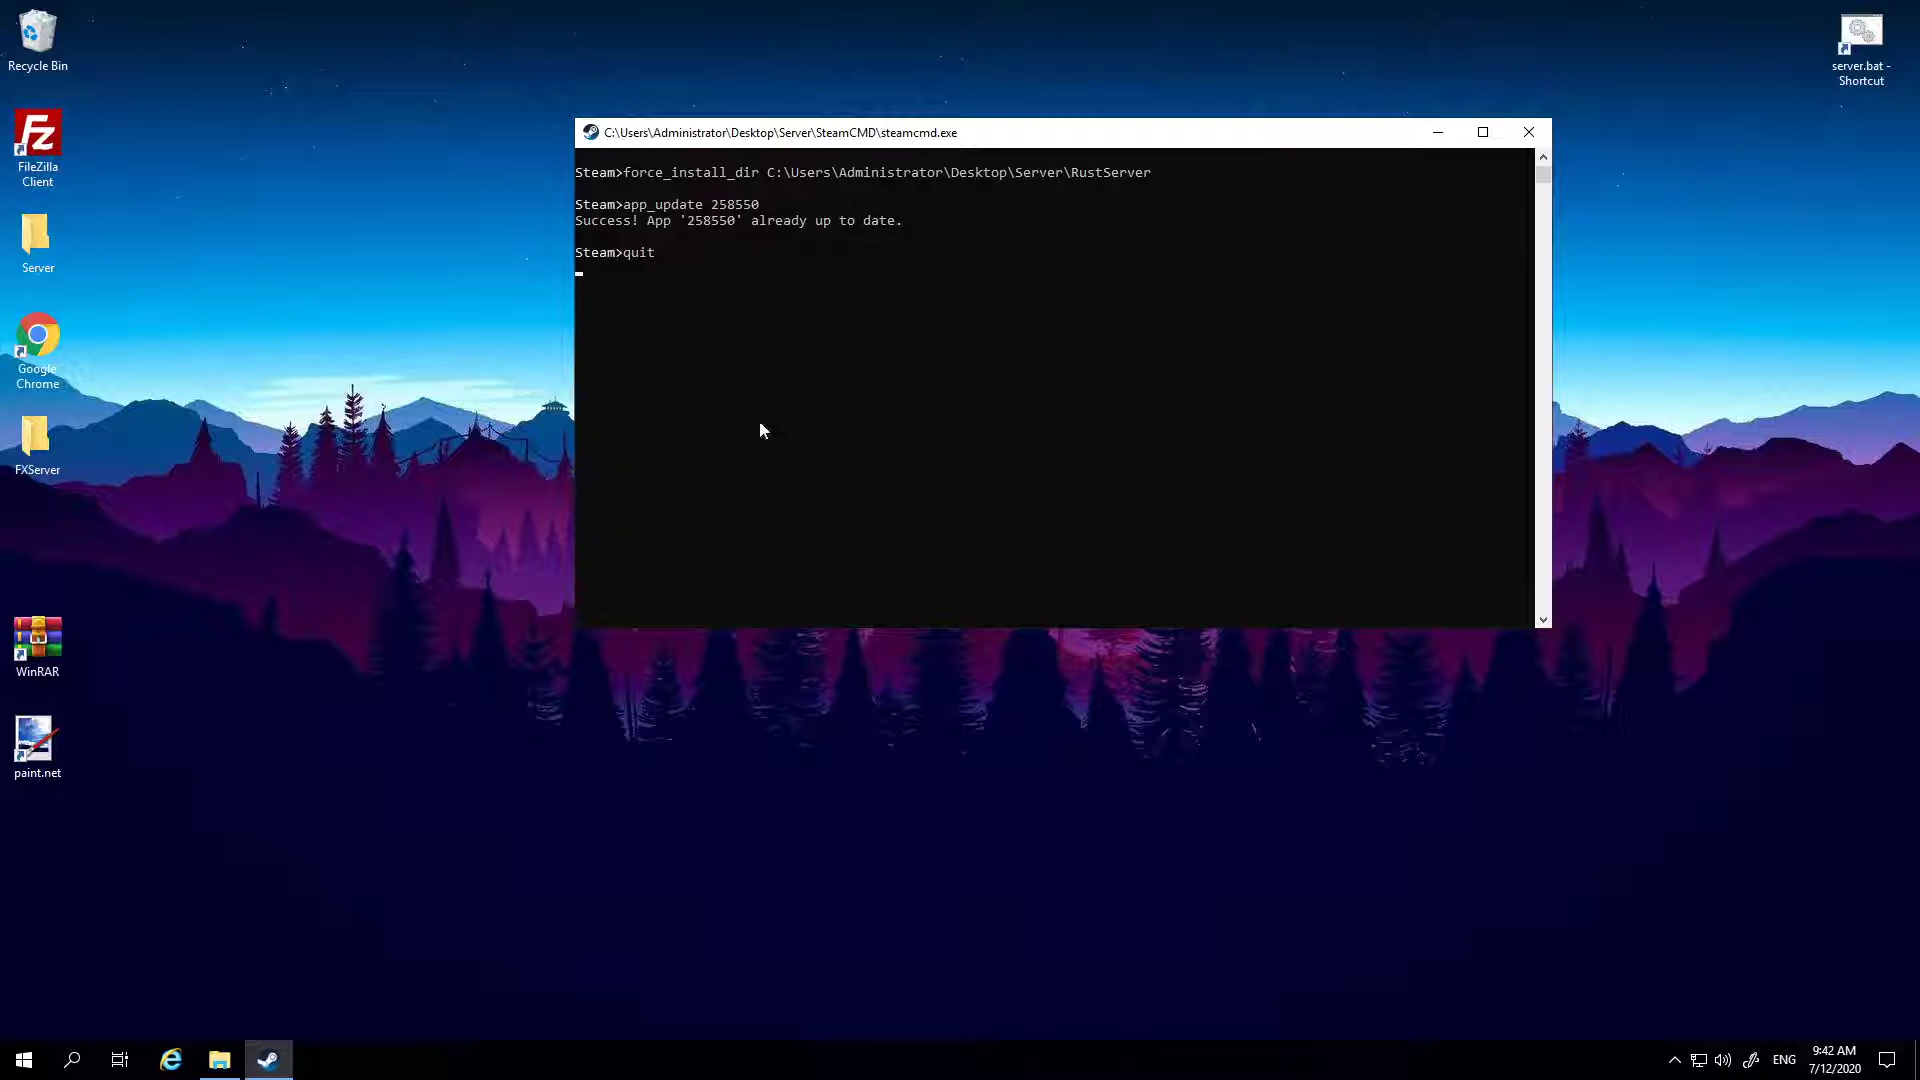 Recycle Bin
server.bat -
Shortcut
C:\Users\Administrator\Desktop\Server\SteamCMD\steamcmd.exe
FileZilla
Client
Steam>force_install_dir C:\Users\Administrator\Desktop\Server\RustServer
Steam>app_update 258550
Success! App '258550' already up to date.
Steam>quit
Server
Google
Chrome
FXServer
WinRAR
paint.net
ENG
9:42 AM
7/12/2020